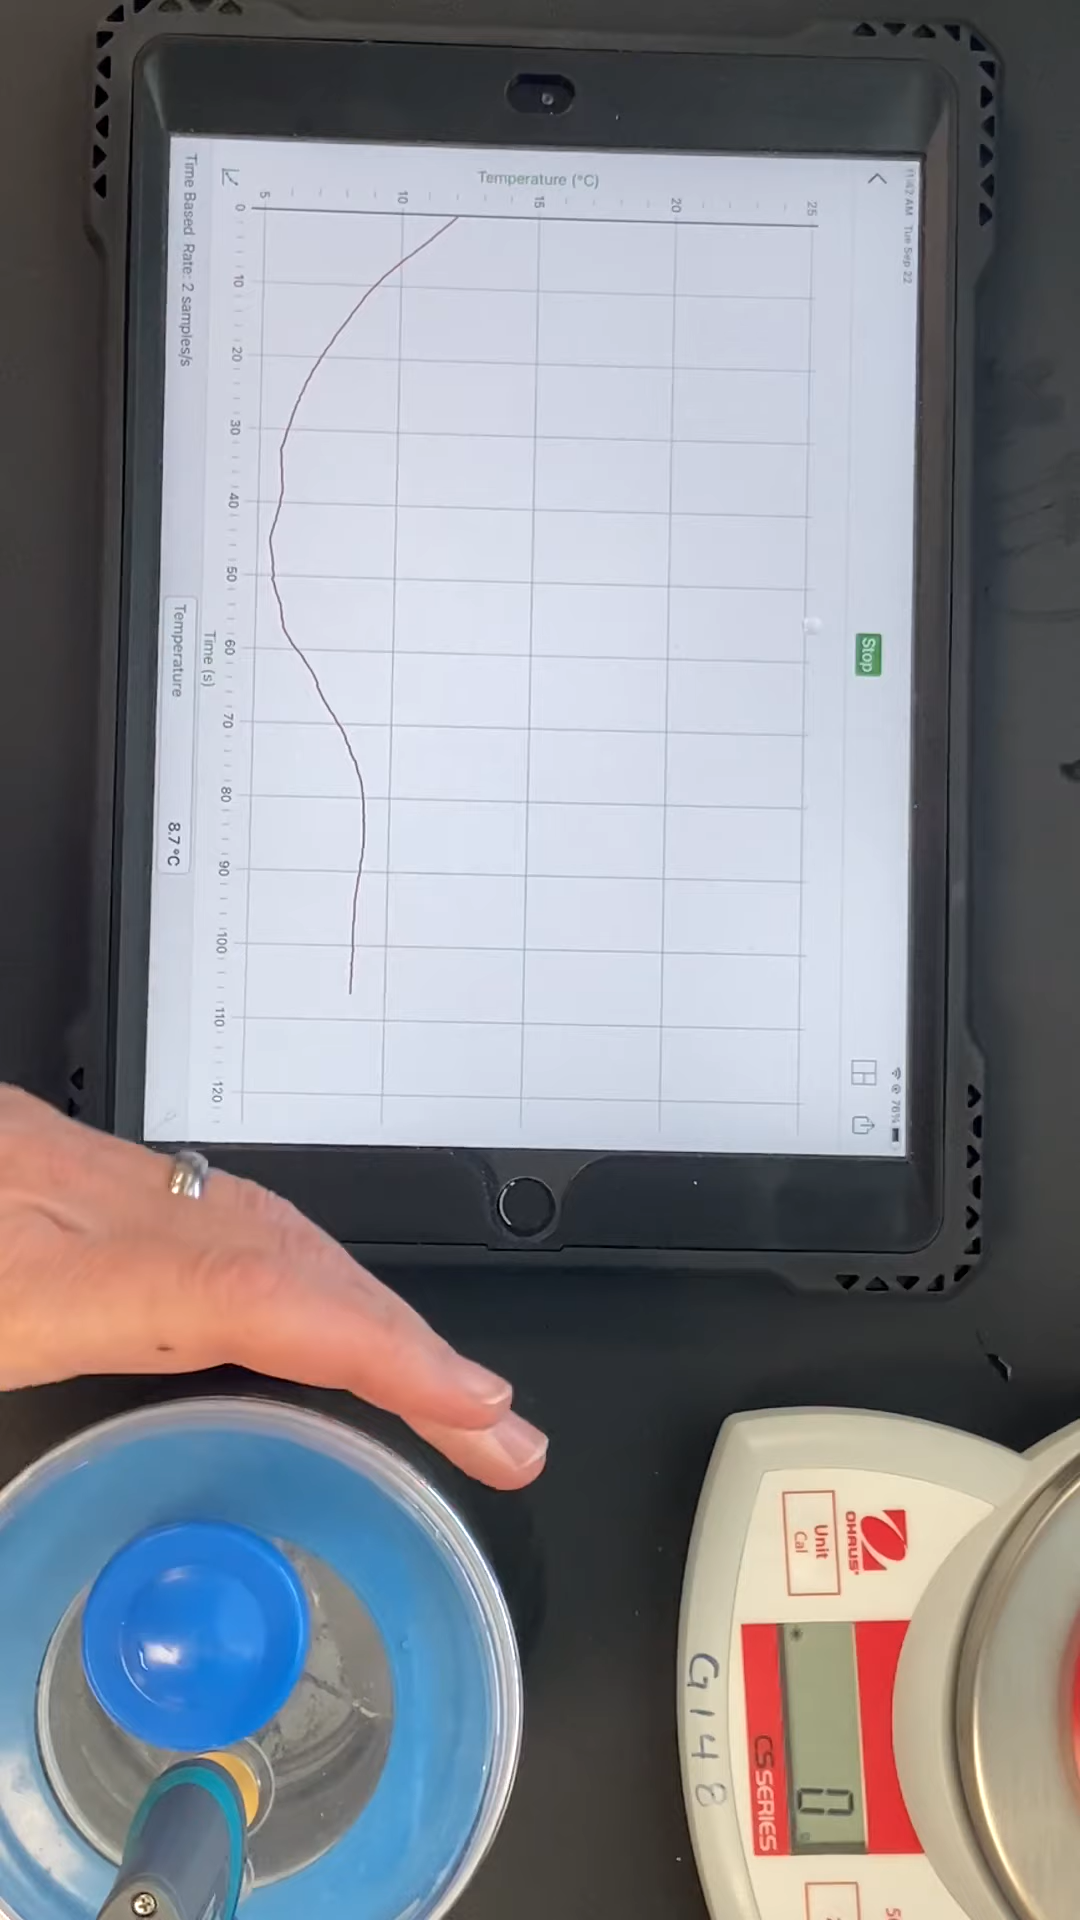 11:42 AM Tue Sep 22
76%
Stop
Temperature (°C)
25
20
15
10
5
0 10 20 30 40 50 60 70 80 90 100 110 120
Time (s)
Time Based Rate: 2 samples/s
Temperature 8.7 °C
OHAUS®
Unit
Cal
0
CS SERIES
G148